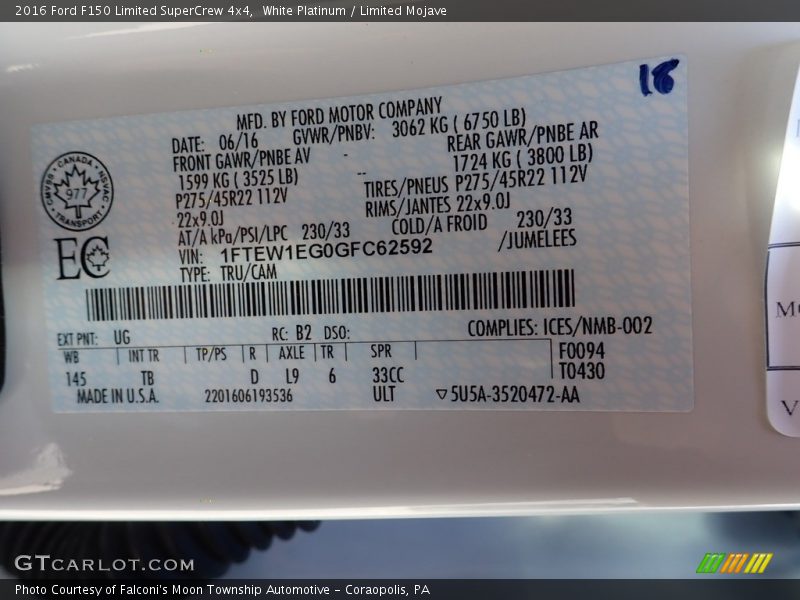 2016 Ford F150 Limited SuperCrew 4x4, White Platinum / Limited Mojave
18
MFD. BY FORD MOTOR COMPANY
DATE: 06/16 GVWR/PNBV: 3062 KG ( 6750 LB)
FRONT GAWR/PNBE AV -- REAR GAWR/PNBE AR
1599 KG ( 3525 LB) -- 1724 KG ( 3800 LB)
P275/45R22 112V TIRES/PNEUS P275/45R22 112V
22x9.0J RIMS/JANTES 22x9.0J
AT/A kPa/PSI/LPC 230/33 COLD/A FROID 230/33
VIN: 1FTEW1EG0GFC62592 /JUMELEES
TYPE: TRU/CAM
CANADA
977
TRANSPORT
EC
EXT PNT: UG RC: B2 DSO: COMPLIES: ICES/NMB-002
WB INT TR TP/PS R AXLE TR SPR F0094
145 TB D L9 6 33CC T0430
MADE IN U.S.A. 2201606193536 ULT ▽5U5A-3520472-AA
GTCARLOT.COM
Photo Courtesy of Falconi's Moon Township Automotive – Coraopolis, PA